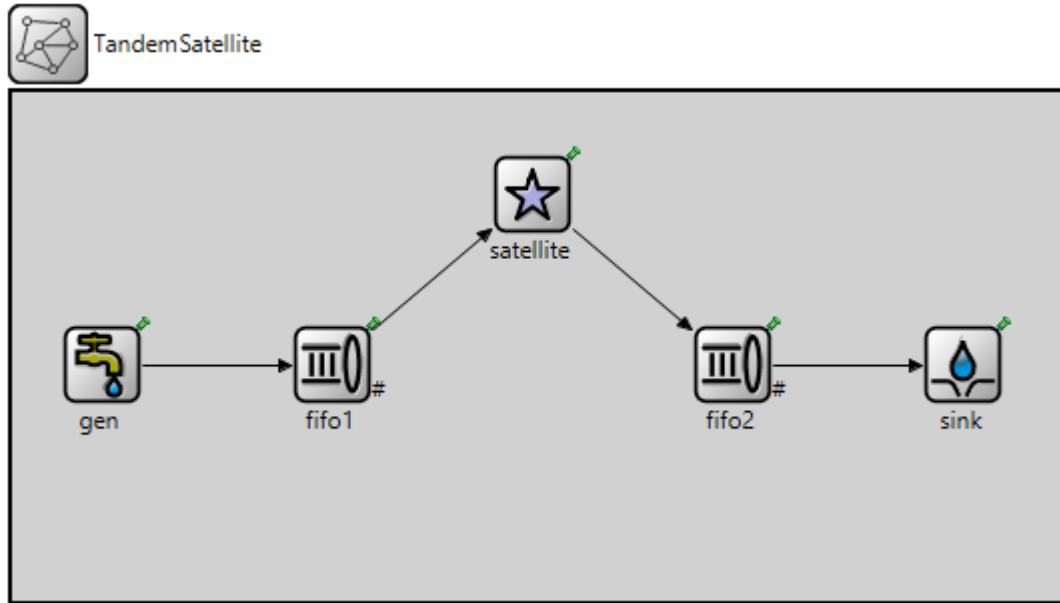 TandemSatellite
satellite
gen
fifo1
#
fifo2
#
sink